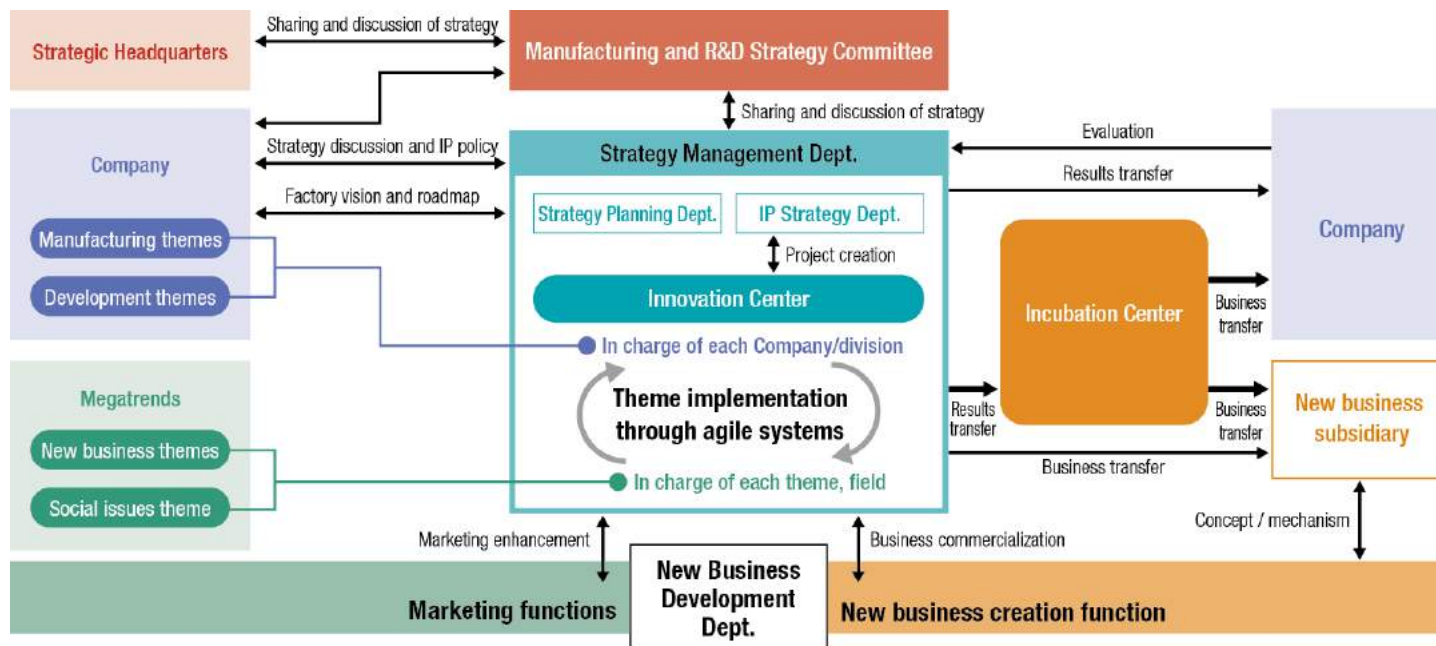 Sharing and discussion of strategy
Strategic Headquarters
Manufacturing and R&D Strategy Committee
Sharing and discussion of strategy
Company
Strategy discussion and IP policy
Factory vision and roadmap
Manufacturing themes
Development themes
Strategy Management Dept.
Strategy Planning Dept.
IP Strategy Dept.
Project creation
Innovation Center
In charge of each Company/division
Theme implementation
through agile systems
In charge of each theme, field
Evaluation
Results transfer
Company
Incubation Center
Business
transfer
Results
transfer
Business
transfer
New business
subsidiary
Business transfer
Megatrends
New business themes
Social issues theme
Marketing enhancement
Business commercialization
Concept / mechanism
Marketing functions
New Business
Development
Dept.
New business creation function